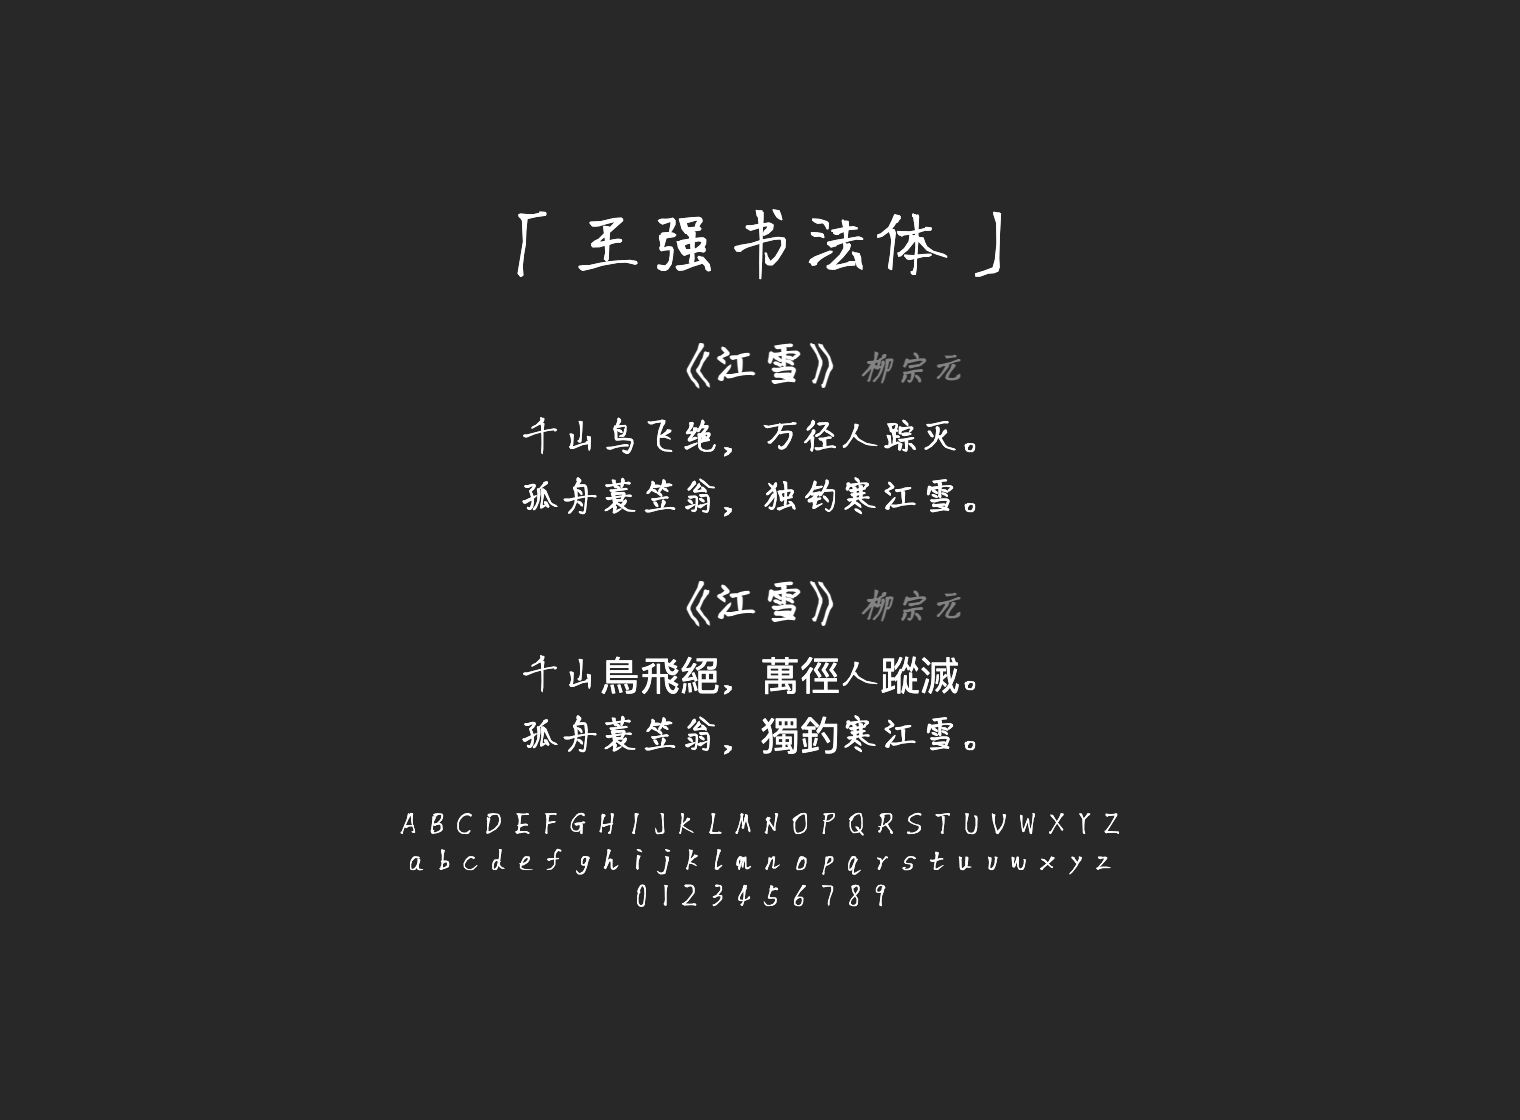 「王强书法体」
《江雪》 柳宗元
千山鸟飞绝，万径人踪灭。
孤舟蓑笠翁，独钓寒江雪。
《江雪》 柳宗元
千山鳥飛絕，萬徑人蹤滅。
孤舟蓑笠翁，獨釣寒江雪。
A B C D E F G H I J K L M N O P Q R S T U V W X Y Z
a b c d e f g h i j k l m n o p q r s t u v w x y z
0 1 2 3 4 5 6 7 8 9